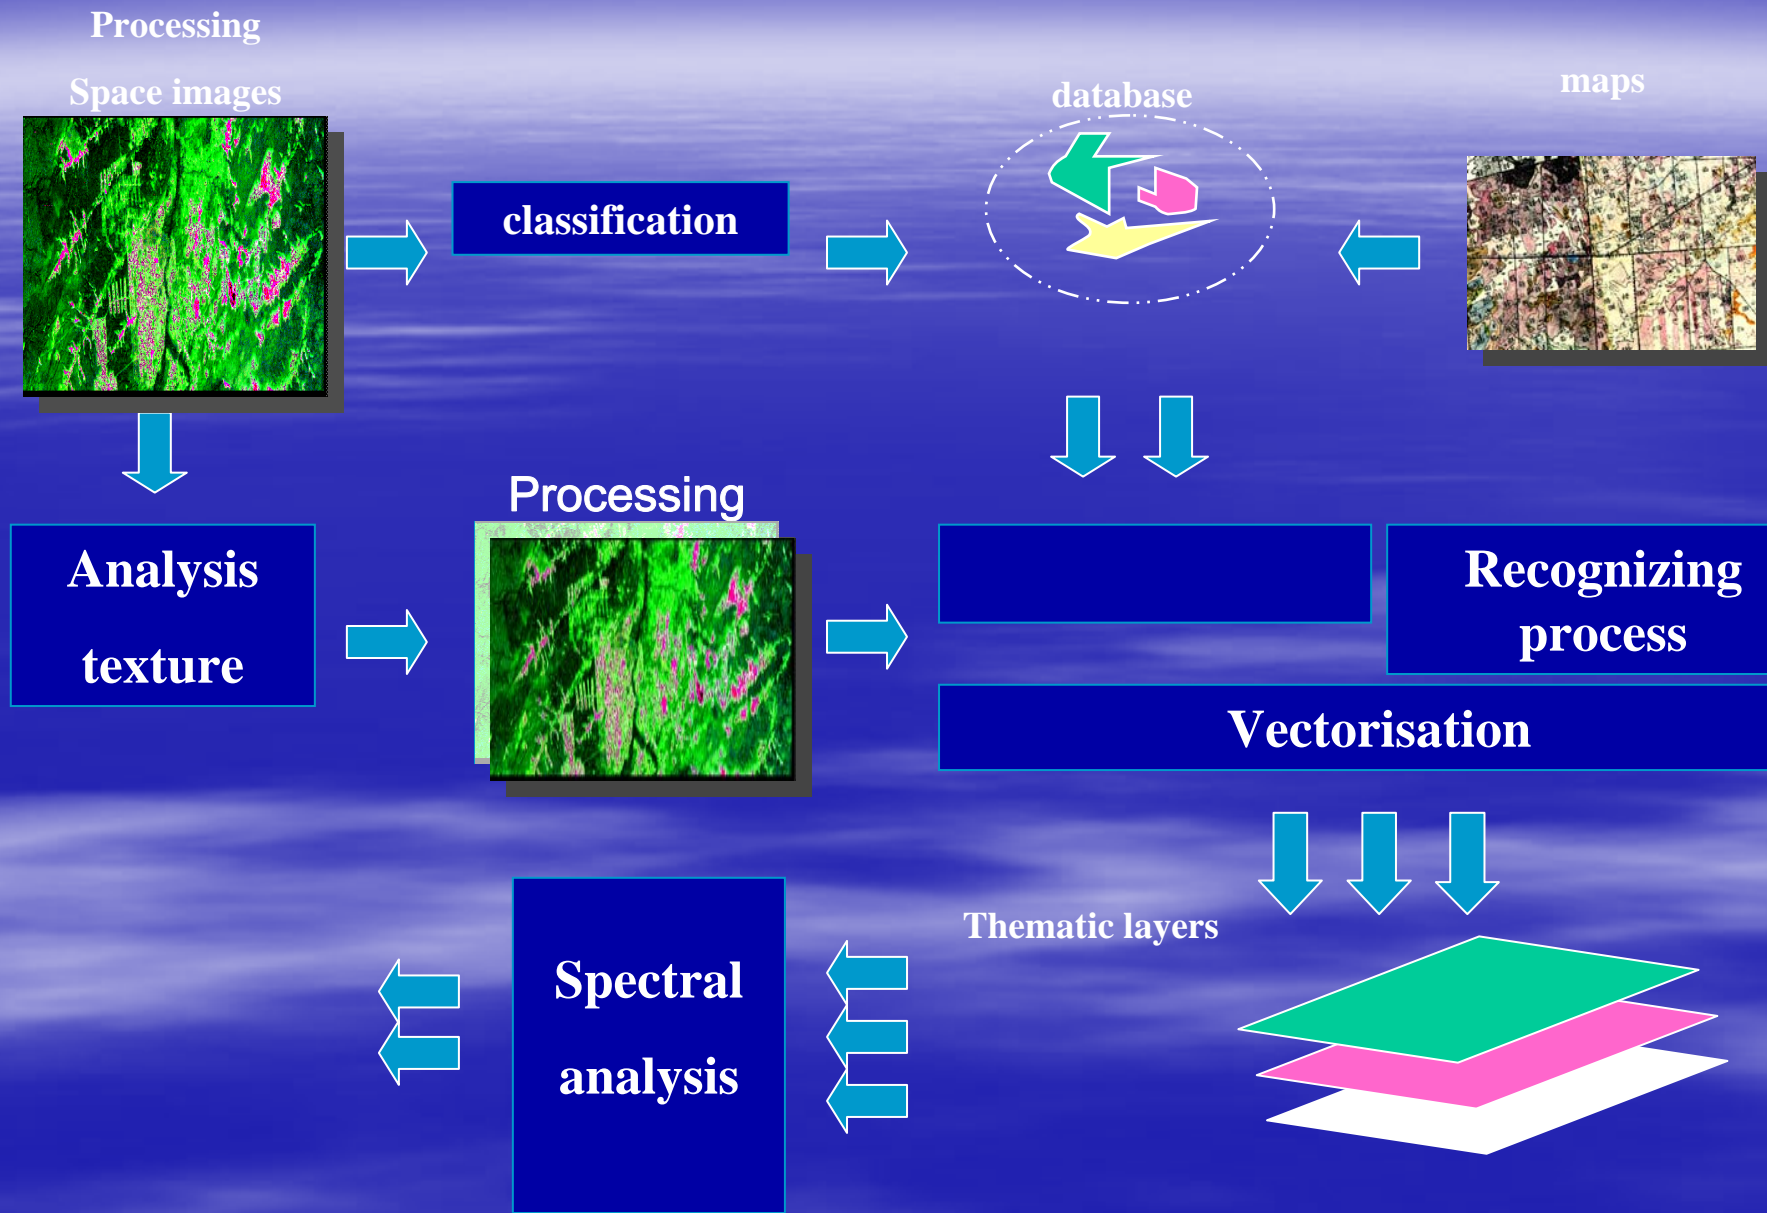 Processing
Space images
database
maps
classification
Processing
Analysis
texture
Recognizing
process
Vectorisation
Thematic layers
Spectral
analysis